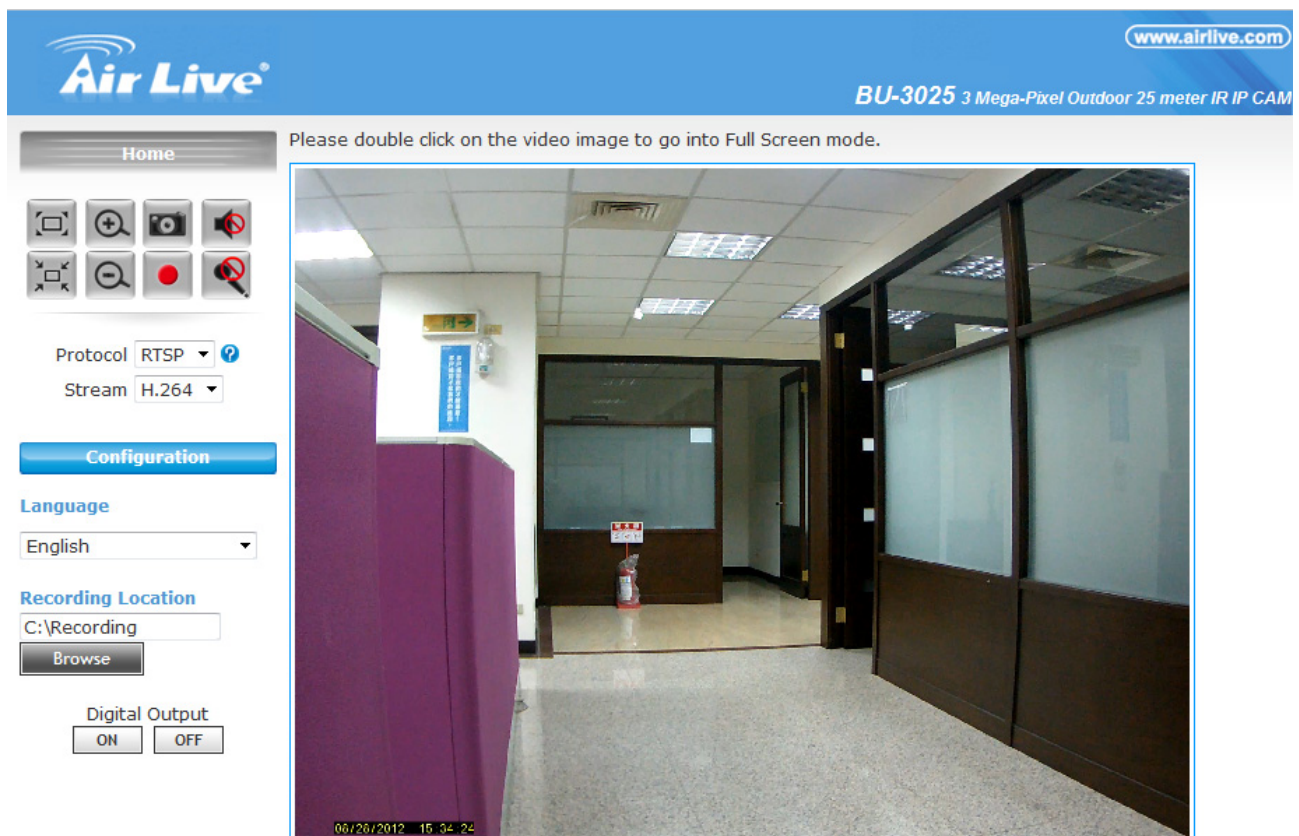 www.airlive.com
Air Live®
BU-3025 3 Mega-Pixel Outdoor 25 meter IR IP CAM
Home
Please double click on the video image to go into Full Screen mode.
Protocol RTSP
Stream H.264
Configuration
Language
English
Recording Location
C:\Recording
Browse
Digital Output
ON OFF
06/26/2012 15:34:24